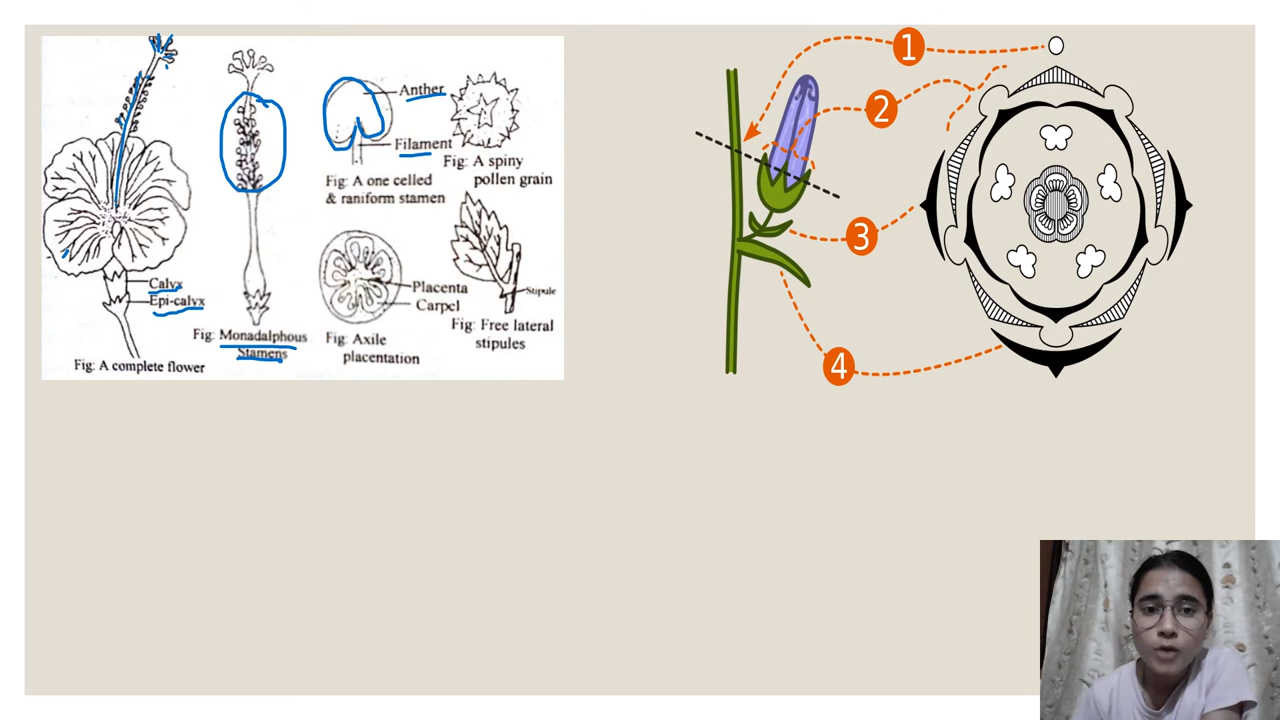 Anther
Filament
Fig: A spiny
pollen grain
Fig: A one celled
& raniform stamen
Calyx
Epi-calyx
Placenta
Carpel
Stipule
Fig: Monadalphous
Stamens
Fig: Axile
placentation
Fig: Free lateral
stipules
Fig: A complete flower
1
2
3
4